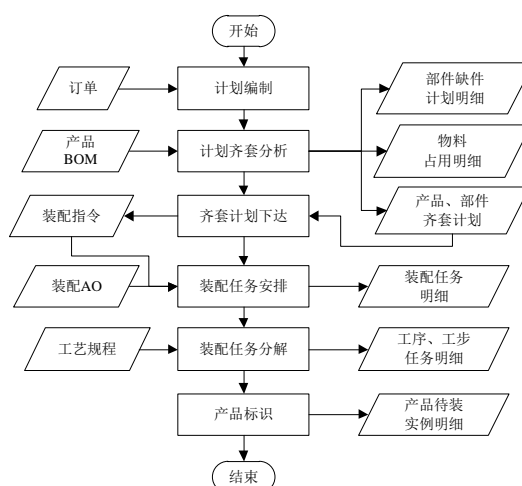 开始
订单
计划编制
部件缺件
计划明细
产品
BOM
计划齐套分析
物料
占用明细
装配指令
齐套计划下达
产品、部件
齐套计划
装配AO
装配任务安排
装配任务
明细
工艺规程
装配任务分解
工序、工步
任务明细
产品标识
产品待装
实例明细
结束